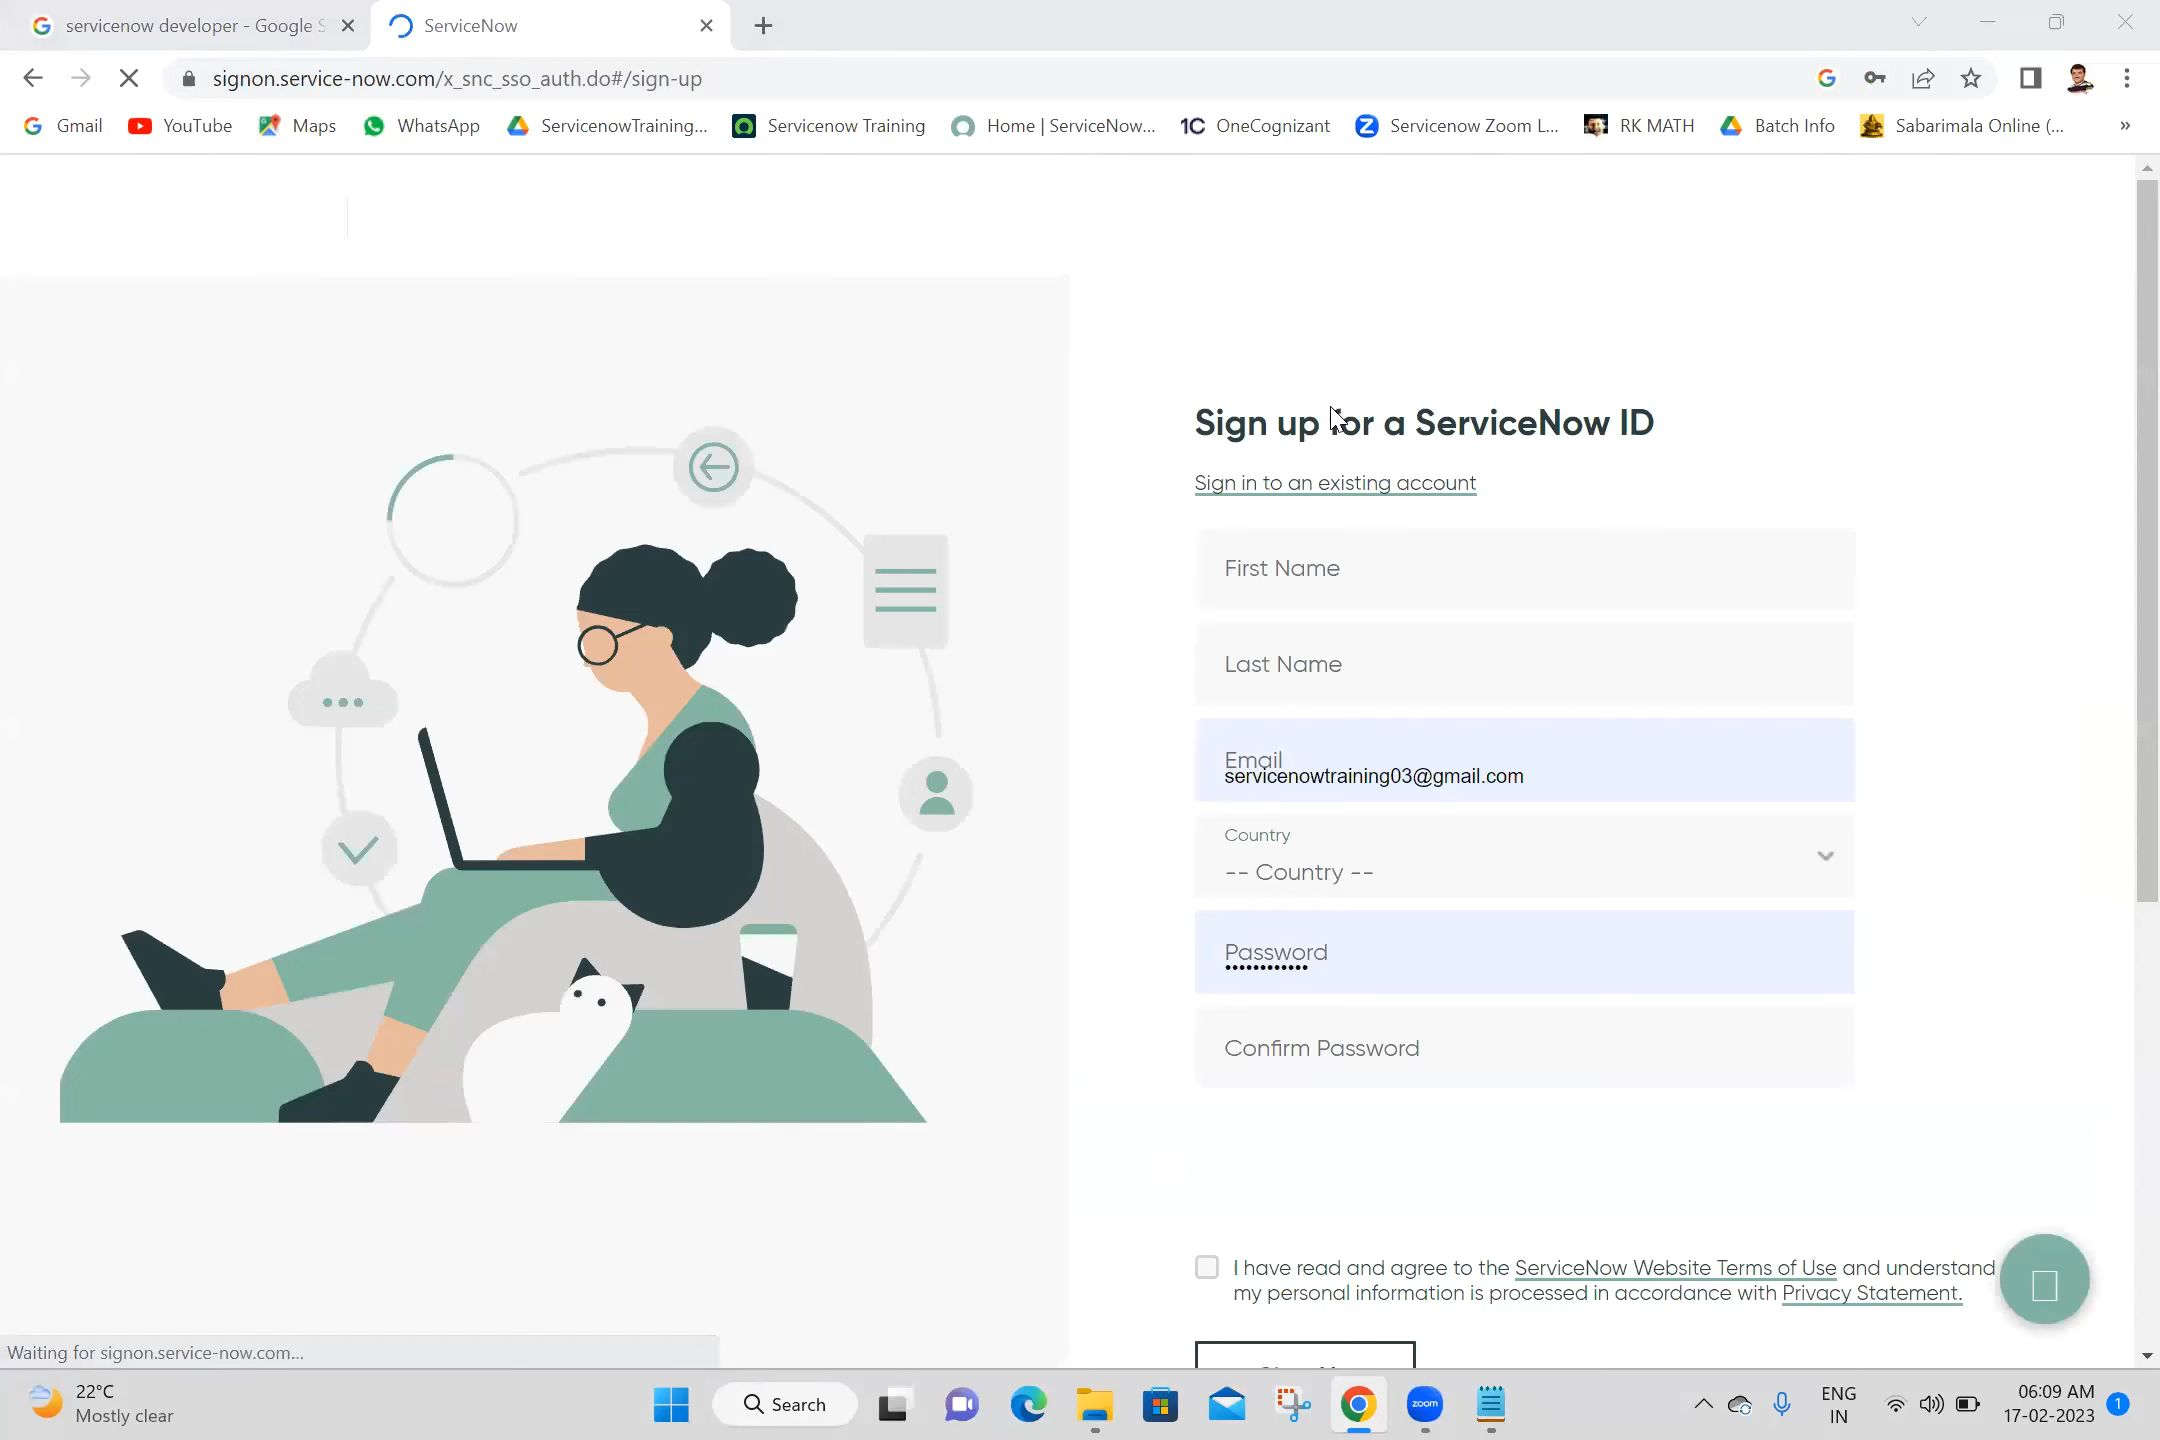 servicenow developer - Google S
ServiceNow
signon.service-now.com/x_snc_sso_auth.do#/sign-up
Gmail
YouTube
Maps
WhatsApp
ServicenowTraining...
Servicenow Training
Home | ServiceNow...
1C OneCognizant
Servicenow Zoom L...
RK MATH
Batch Info
Sabarimala Online (...
»
Sign up for a ServiceNow ID
Sign in to an existing account
First Name
Last Name
Email
servicenowtraining03@gmail.com
Country
-- Country --
Password
Confirm Password
I have read and agree to the ServiceNow Website Terms of Use and understand
my personal information is processed in accordance with Privacy Statement.
Waiting for signon.service-now.com...
22°C
Mostly clear
Search
zoom
ENG
IN
06:09 AM
17-02-2023
1